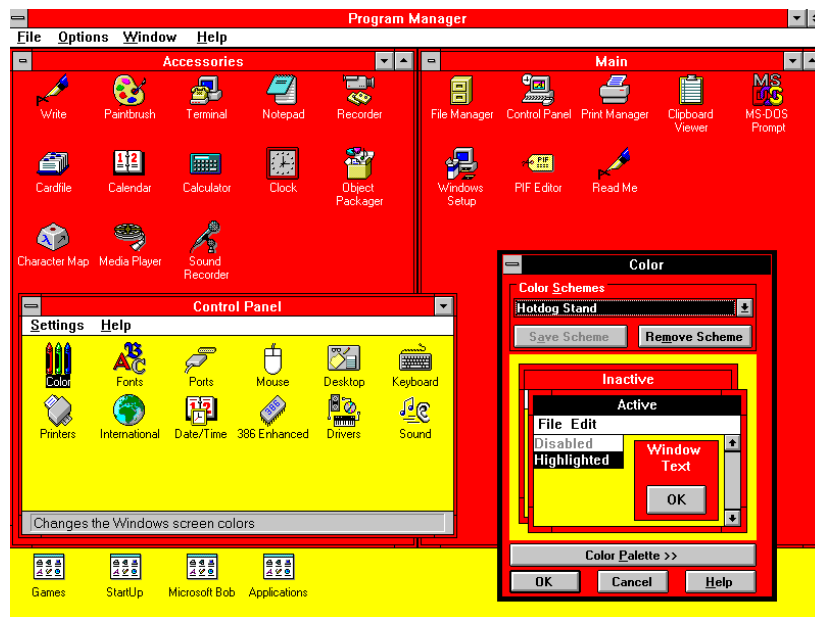 Program Manager
File Options Window Help
Accessories
Write Paintbrush Terminal Notepad Recorder
Cardfile Calendar Calculator Clock Object Packager
Character Map Media Player Sound Recorder
Main
File Manager Control Panel Print Manager Clipboard Viewer MS-DOS Prompt
Windows Setup PIF Editor Read Me
Control Panel
Settings Help
Color Fonts Ports Mouse Desktop Keyboard
Printers International Date/Time 386 Enhanced Drivers Sound
Changes the Windows screen colors
Color
Color Schemes
Hotdog Stand
Save Scheme Remove Scheme
Inactive
Active
File Edit
Disabled
Highlighted
Window
Text
OK
Color Palette >>
OK Cancel Help
Games StartUp Microsoft Bob Applications